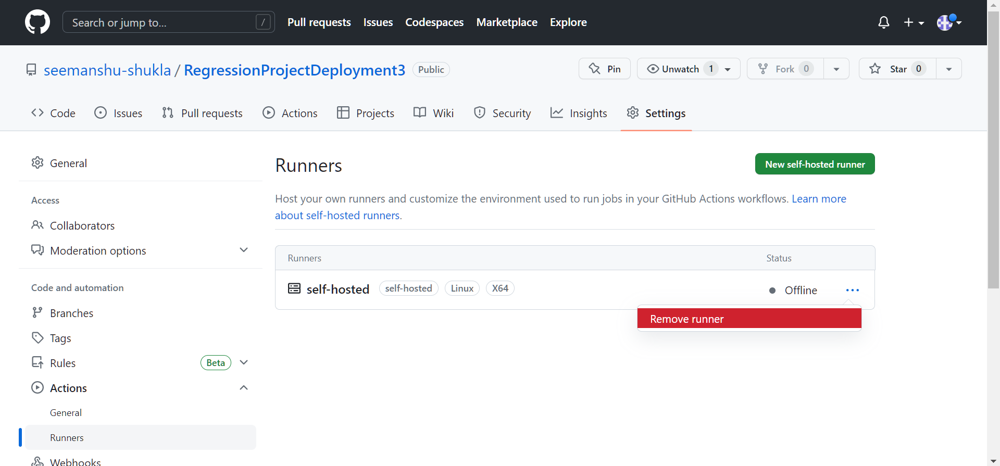 Search or jump to... / Pull requests Issues Codespaces Marketplace Explore
seemanshu-shukla / RegressionProjectDeployment3 Public Pin Unwatch 1 Fork 0 Star 0
Code Issues Pull requests Actions Projects Wiki Security Insights Settings
General
Access
Collaborators
Moderation options
Code and automation
Branches
Tags
Rules Beta
Actions
General
Runners
Webhooks
Runners New self-hosted runner
Host your own runners and customize the environment used to run jobs in your GitHub Actions workflows. Learn more
about self-hosted runners.
Runners Status
self-hosted self-hosted Linux X64 Offline
Remove runner